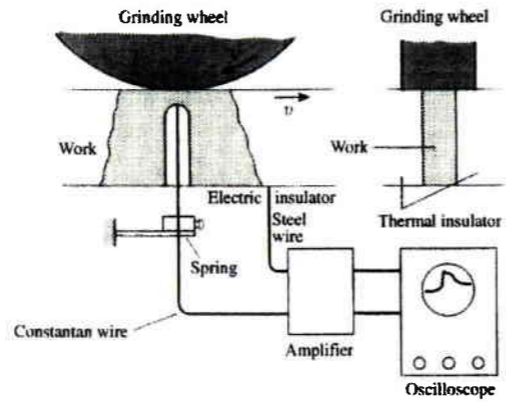 Grinding wheel
Grinding wheel
v
Work
Work
Electric insulator
Steel
wire
Thermal insulator
Spring
Constantan wire
Amplifier
Oscilloscope